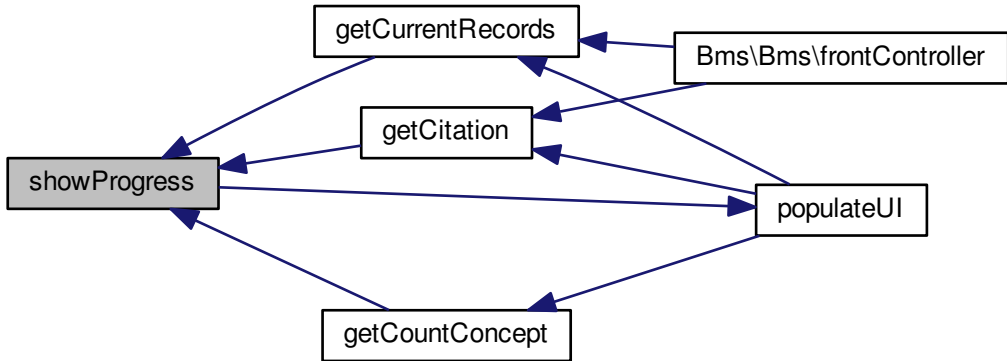 getCurrentRecords
Bms\Bms\frontController
getCitation
showProgress
populateUI
getCountConcept